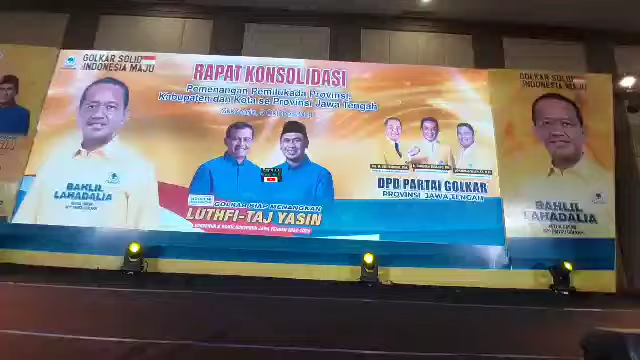 GOLKAR SOLID
INDONESIA MAJU
RAPAT KONSOLIDASI
Pemenangan Pemilukada Provinsi,
Kabupaten dan Kota se Provinsi Jawa Tengah
BAHLIL
LAHADALIA
GOLKAR SIAP MENANGKAN
LUTHFI-TAJ YASIN
DPD PARTAI GOLKAR
PROVINSI JAWA TENGAH
GOLKAR SOLID
INDONESIA MAJU
BAHLIL
LAHADALIA